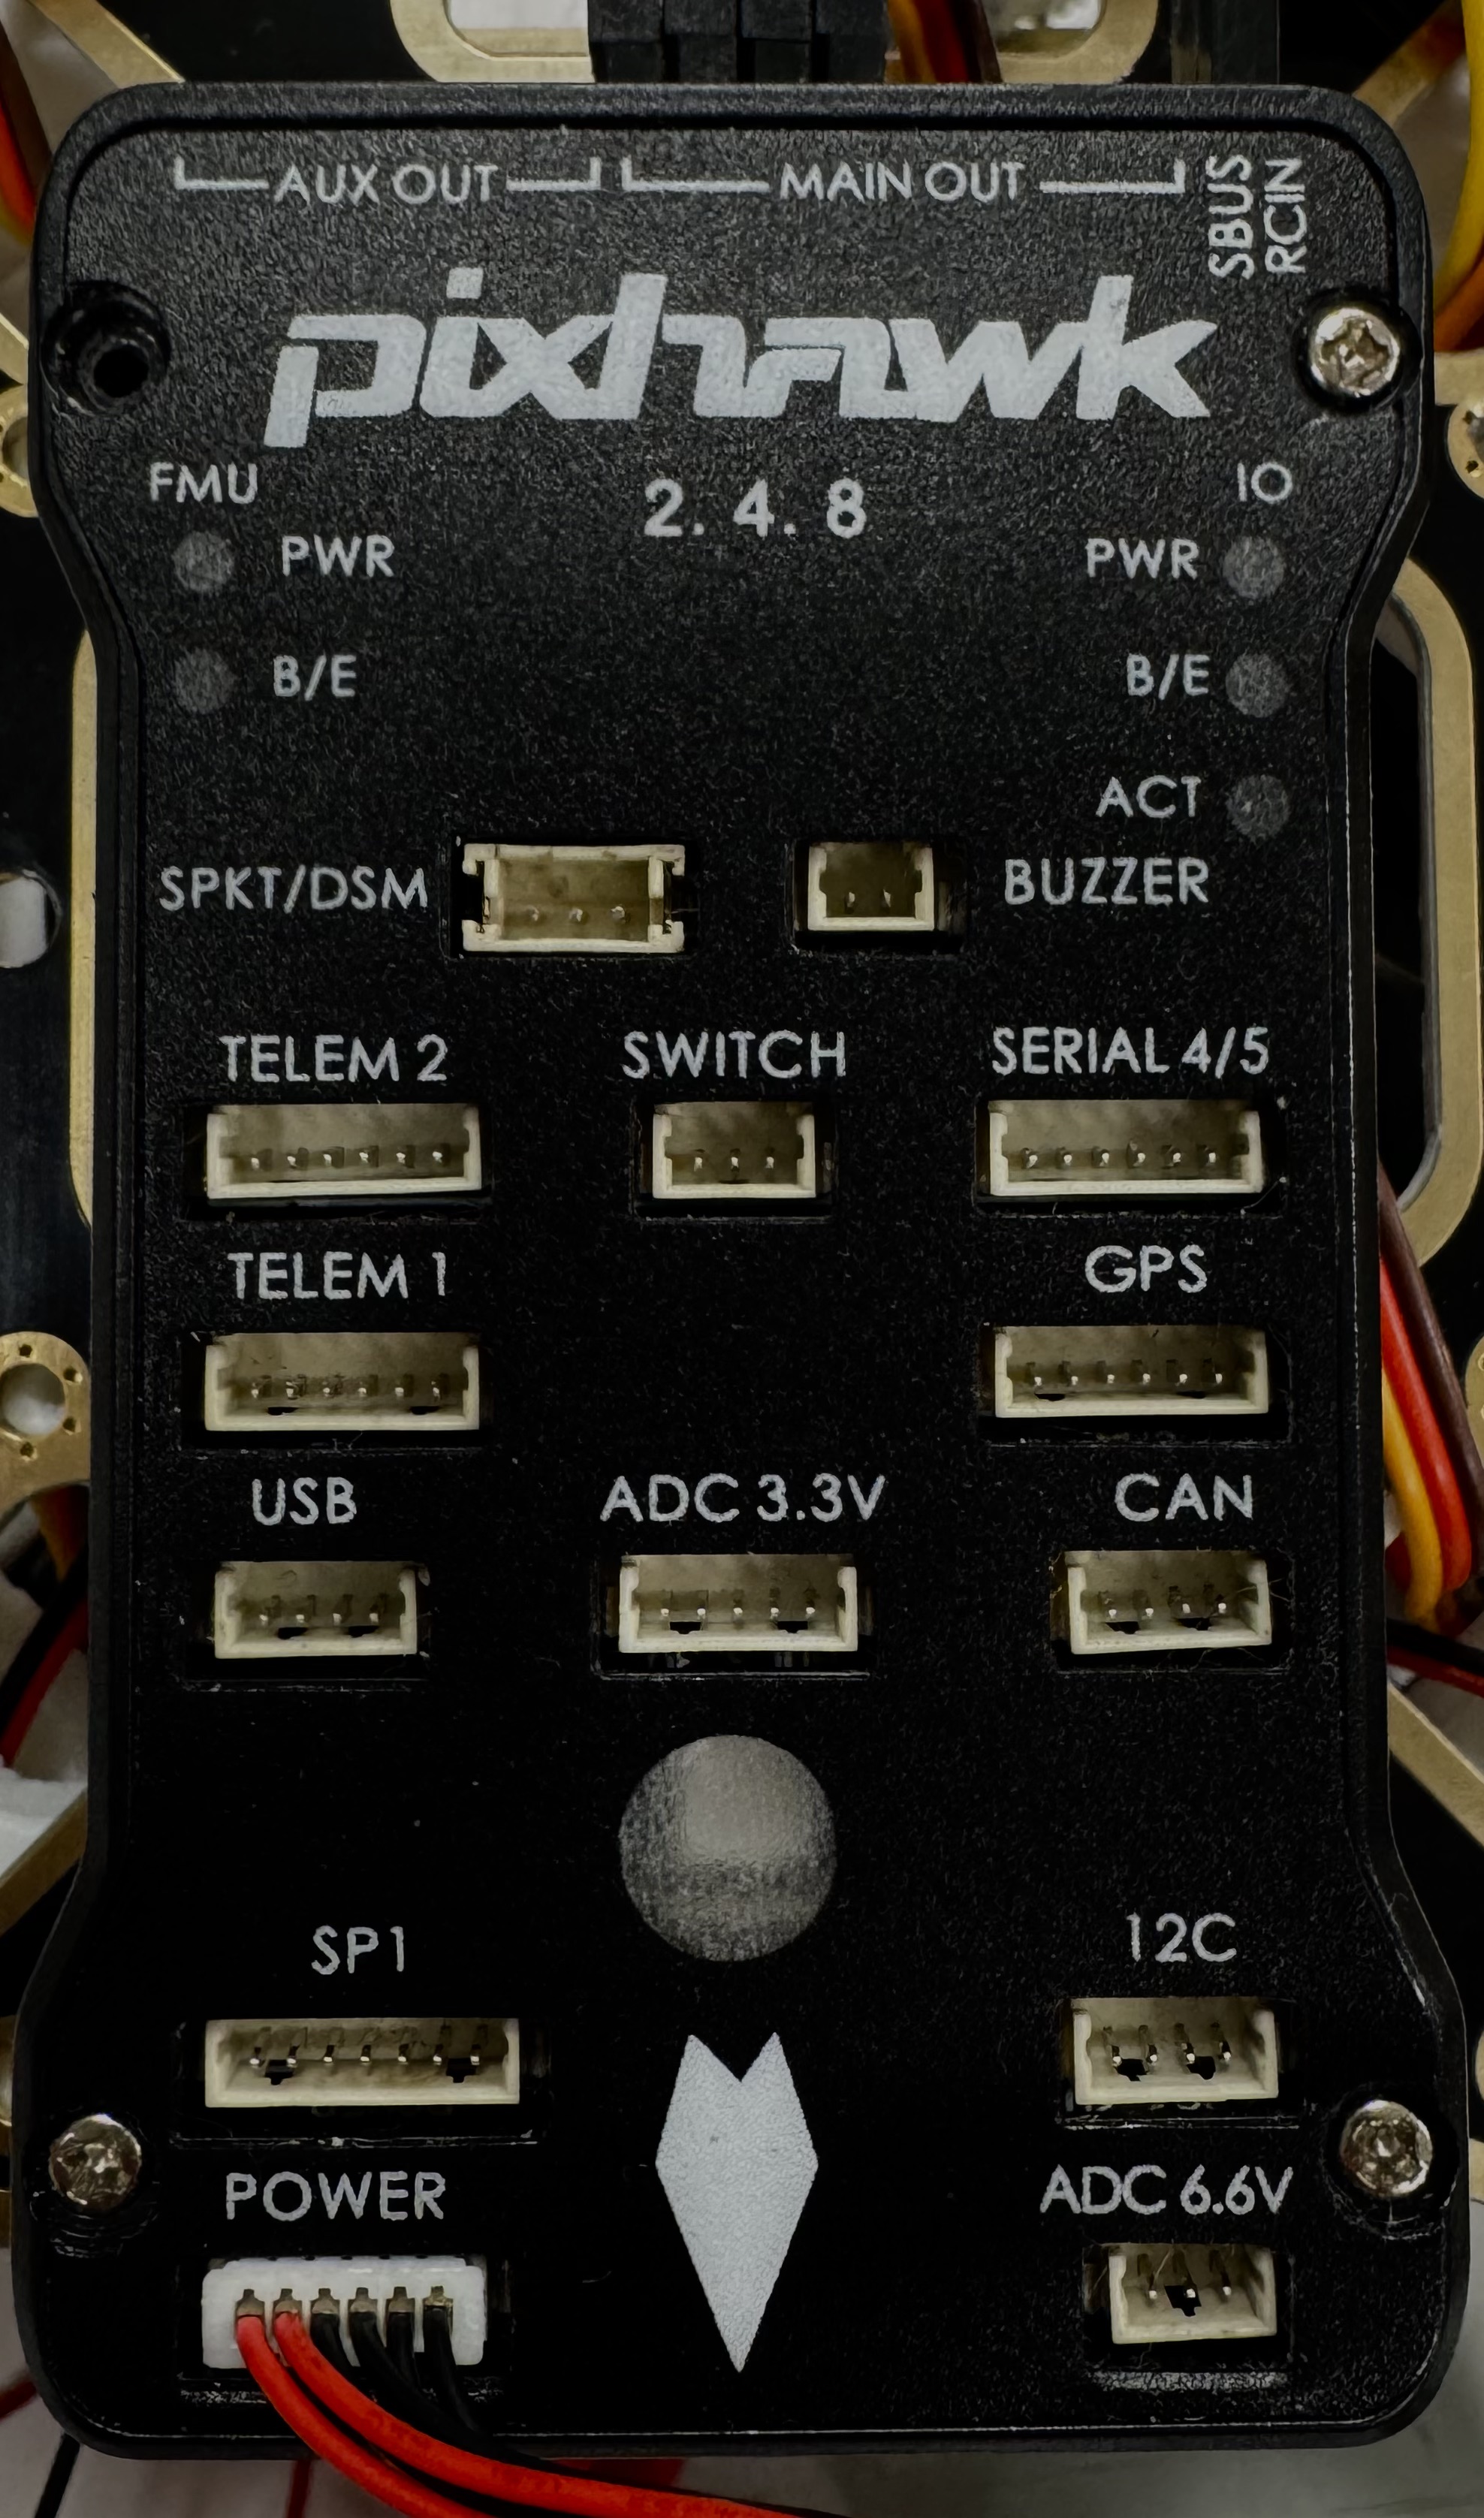 AUX OUT MAIN OUT
SBUS
RCIN
pixhawk
2. 4. 8
FMU IO
PWR PWR
B/E B/E
ACT
SPKT/DSM BUZZER
TELEM 2 SWITCH SERIAL 4/5
TELEM 1 GPS
USB ADC 3.3V CAN
SP1 12C
POWER ADC 6.6V